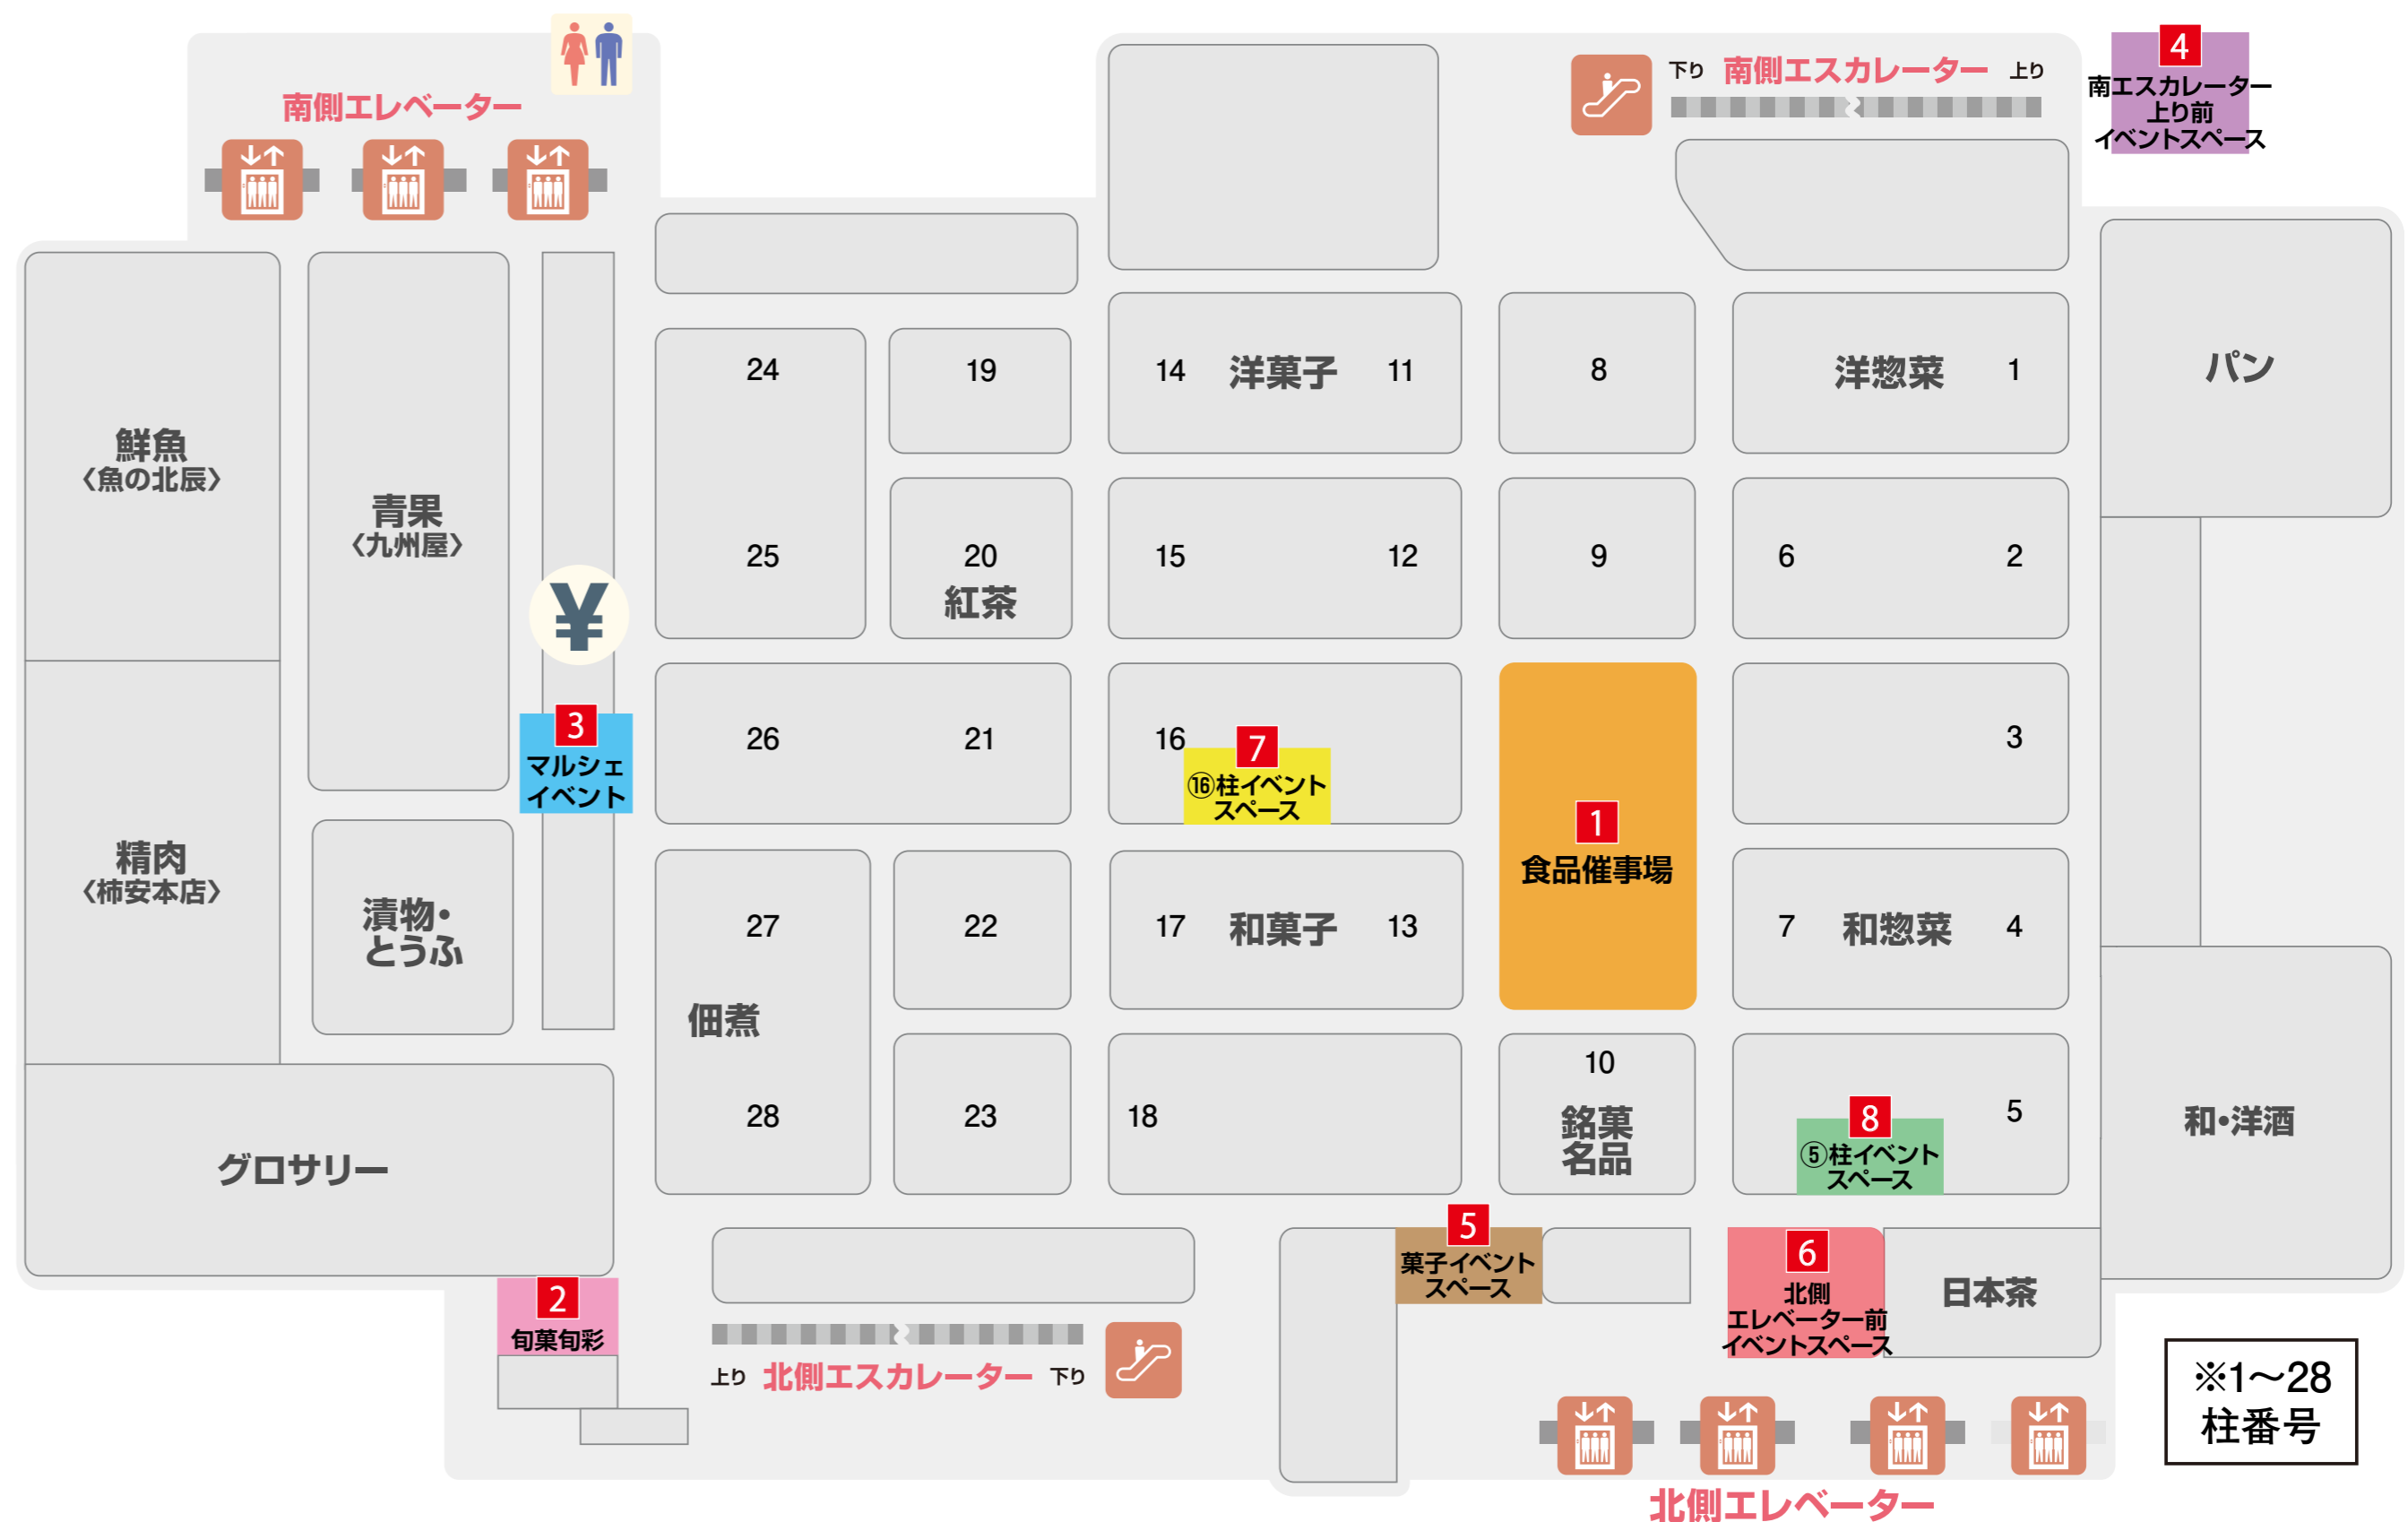 南側エレベーター
下り 南側エスカレーター 上り
4
南エスカレーター
上り前
イベントスペース
鮮魚
〈魚の北辰〉
青果
〈九州屋〉
24
19
14 洋菓子 11
8
洋惣菜 1
パン
25
20
紅茶
15
12
9
6
2
¥
3
マルシェ
イベント
26
21
16
7
⑯柱イベント
スペース
1
食品催事場
3
精肉
〈柿安本店〉
漬物・
とうふ
27
22
17 和菓子 13
7 和惣菜 4
佃煮
28
23
18
10
銘菓
名品
5
8
⑤柱イベント
スペース
和・洋酒
グロサリー
2
旬菓旬彩
5
菓子イベント
スペース
6
北側
エレベーター前
イベントスペース
日本茶
上り 北側エスカレーター 下り
北側エレベーター
※1〜28
柱番号